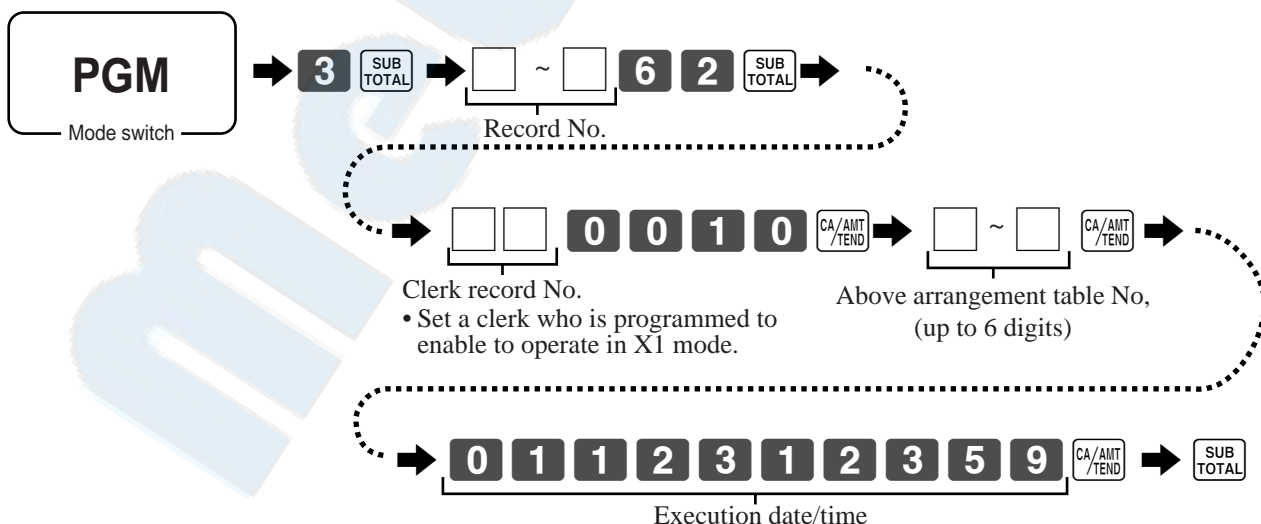 PGM
Mode switch
3 SUB TOTAL ~ 6 2 SUB TOTAL
Record No.
0 0 1 0 CA/AMT /TEND ~ CA/AMT /TEND
Clerk record No.
• Set a clerk who is programmed to
enable to operate in X1 mode.
Above arrangement table No,
(up to 6 digits)
0 1 1 2 3 1 2 3 5 9 CA/AMT /TEND SUB TOTAL
Execution date/time